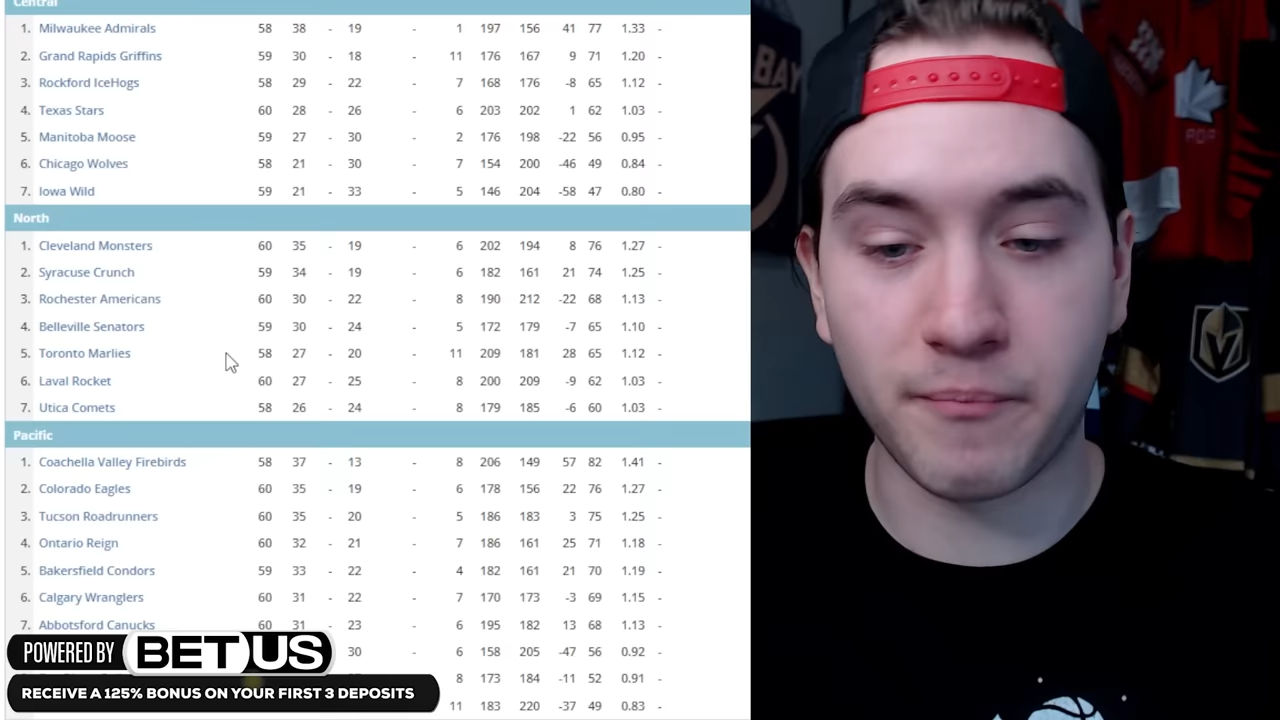 Central
1. Milwaukee Admirals 58 38 - 19 - 1 197 156 41 77 1.33 -
2. Grand Rapids Griffins 59 30 - 18 - 11 176 167 9 71 1.20 -
3. Rockford IceHogs 58 29 - 22 - 7 168 176 -8 65 1.12 -
4. Texas Stars 60 28 - 26 - 6 203 202 1 62 1.03 -
5. Manitoba Moose 59 27 - 30 - 2 176 198 -22 56 0.95 -
6. Chicago Wolves 58 21 - 30 - 7 154 200 -46 49 0.84 -
7. Iowa Wild 59 21 - 33 - 5 146 204 -58 47 0.80 -
North
1. Cleveland Monsters 60 35 - 19 - 6 202 194 8 76 1.27 -
2. Syracuse Crunch 59 34 - 19 - 6 182 161 21 74 1.25 -
3. Rochester Americans 60 30 - 22 - 8 190 212 -22 68 1.13 -
4. Belleville Senators 59 30 - 24 - 5 172 179 -7 65 1.10 -
5. Toronto Marlies 58 27 - 20 - 11 209 181 28 65 1.12 -
6. Laval Rocket 60 27 - 25 - 8 200 209 -9 62 1.03 -
7. Utica Comets 58 26 - 24 - 8 179 185 -6 60 1.03 -
Pacific
1. Coachella Valley Firebirds 58 37 - 13 - 8 206 149 57 82 1.41 -
2. Colorado Eagles 60 35 - 19 - 6 178 156 22 76 1.27 -
3. Tucson Roadrunners 60 35 - 20 - 5 186 183 3 75 1.25 -
4. Ontario Reign 60 32 - 21 - 7 186 161 25 71 1.18 -
5. Bakersfield Condors 59 33 - 22 - 4 182 161 21 70 1.19 -
6. Calgary Wranglers 60 31 - 22 - 7 170 173 -3 69 1.15 -
7. Abbotsford Canucks 60 31 - 23 - 6 195 182 13 68 1.13 -
30 - 6 158 205 -47 56 0.92 -
- 8 173 184 -11 52 0.91 -
- 11 183 220 -37 49 0.83 -
POWERED BY BETUS
RECEIVE A 125% BONUS ON YOUR FIRST 3 DEPOSITS
BAY